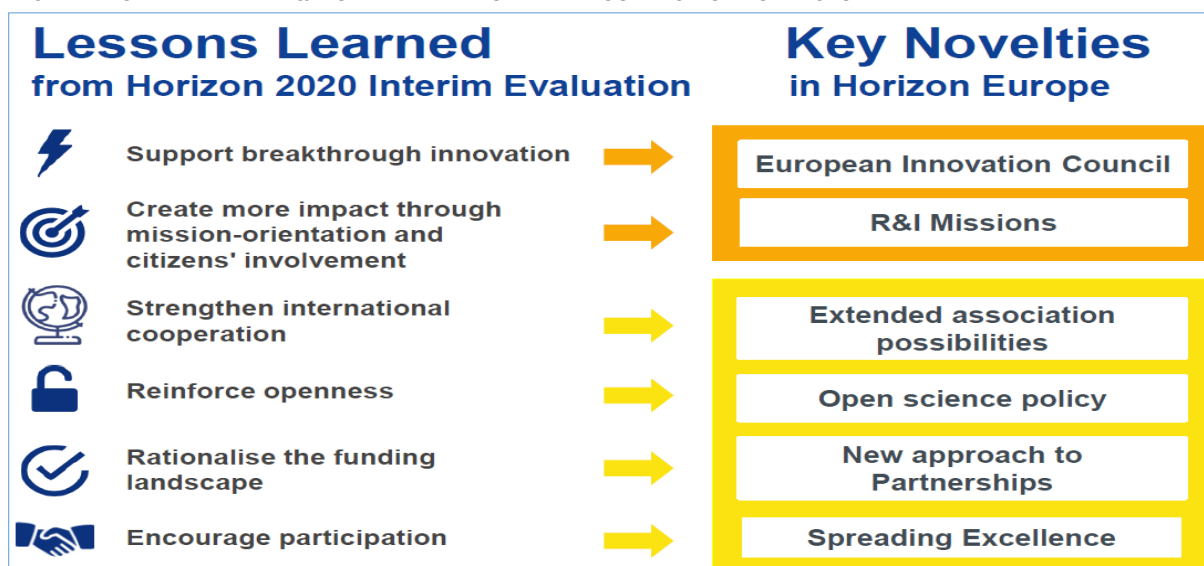 Lessons Learned
from Horizon 2020 Interim Evaluation
Key Novelties
in Horizon Europe
Support breakthrough innovation
European Innovation Council
Create more impact through
mission-orientation and
citizens' involvement
R&I Missions
Strengthen international
cooperation
Extended association
possibilities
Reinforce openness
Open science policy
Rationalise the funding
landscape
New approach to
Partnerships
Encourage participation
Spreading Excellence